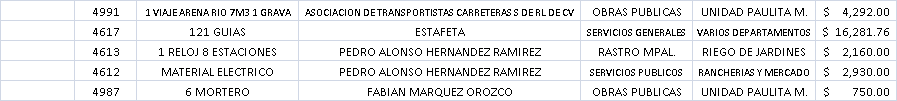 4991 1 VIAJE ARENA RIO 7M3 1 GRAVA ASOCIACION DE TRANSPORTISTAS CARRETERAS S DE RL DE CV OBRAS PUBLICAS UNIDAD PAULITA M. $ 4,292.00
4617 121 GUIAS ESTAFETA SERVICIOS GENERALES VARIOS DEPARTAMENTOS $ 16,281.76
4613 1 RELOJ 8 ESTACIONES PEDRO ALONSO HERNANDEZ RAMIREZ RASTRO MPAL. RIEGO DE JARDINES $ 2,160.00
4612 MATERIAL ELECTRICO PEDRO ALONSO HERNANDEZ RAMIREZ SERVICIOS PUBLICOS RANCHERIAS Y MERCADO $ 2,930.00
4987 6 MORTERO FABIAN MARQUEZ OROZCO OBRAS PUBLICAS UNIDAD PAULITA M. $ 750.00